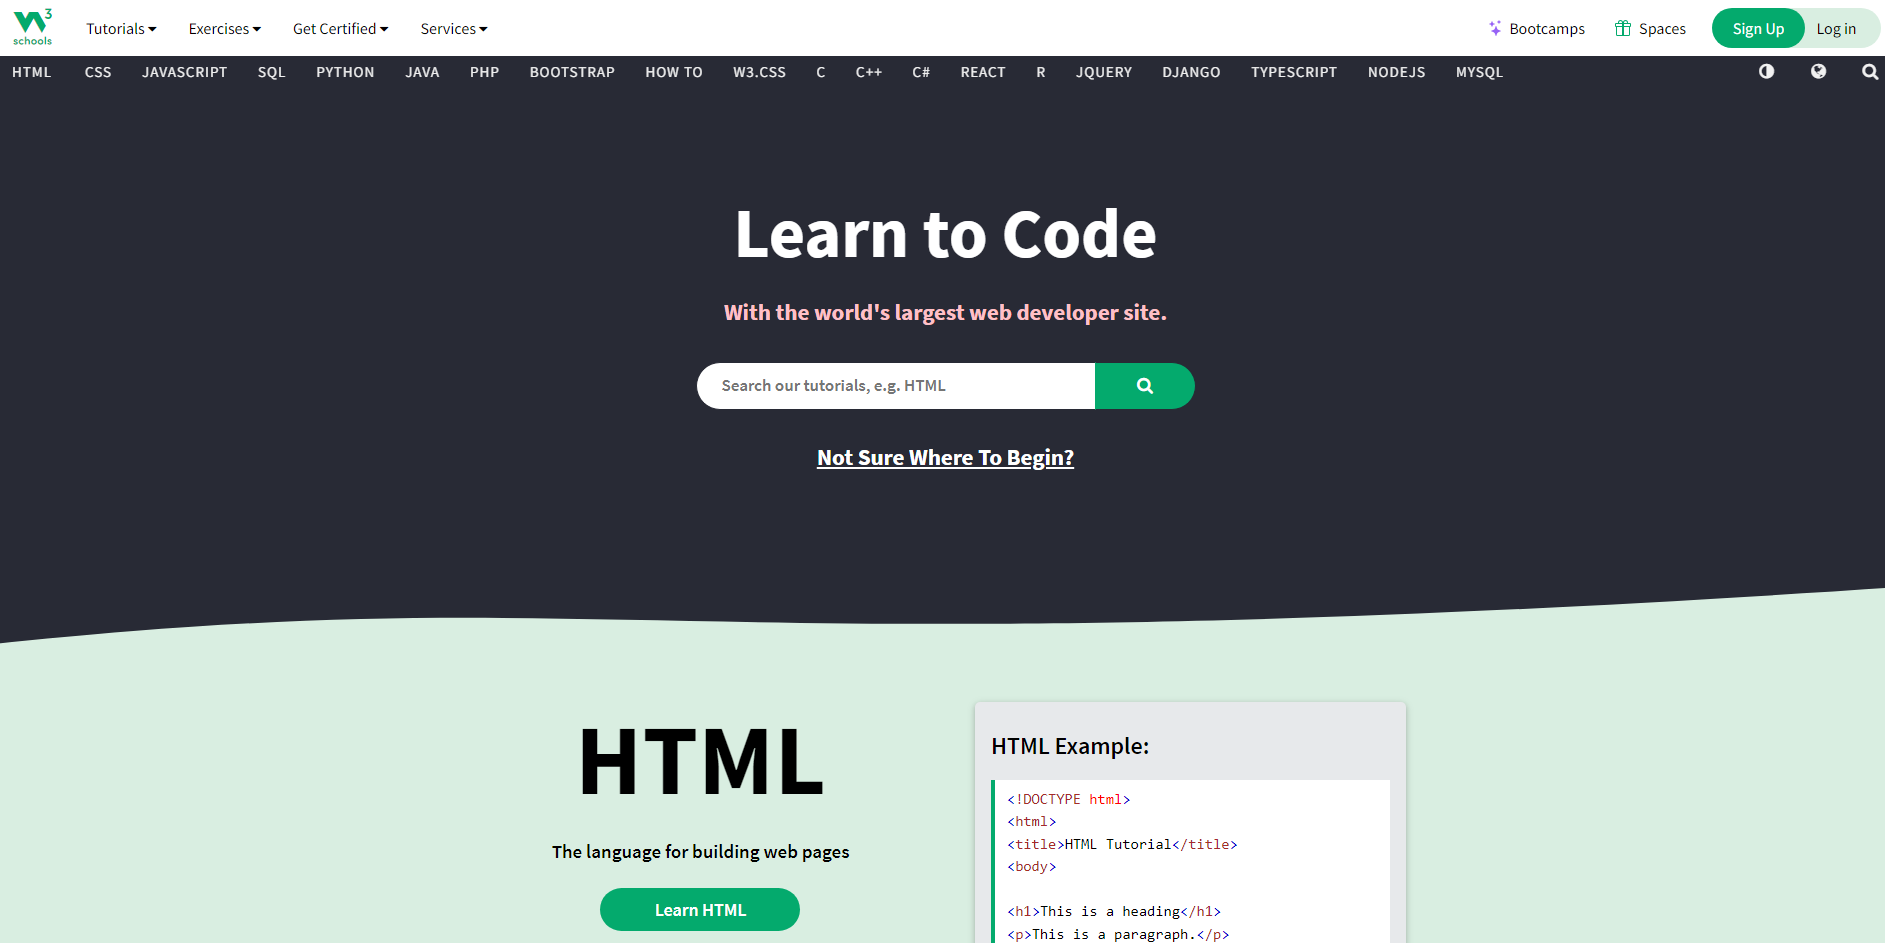 W3 schools
Tutorials Exercises Get Certified Services Bootcamps Spaces Sign Up Log in
HTML CSS JAVASCRIPT SQL PYTHON JAVA PHP BOOTSTRAP HOW TO W3.CSS C C++ C# REACT R JQUERY DJANGO TYPESCRIPT NODEJS MYSQL
Learn to Code
With the world's largest web developer site.
Search our tutorials, e.g. HTML
Not Sure Where To Begin?
HTML
The language for building web pages
Learn HTML
HTML Example:
<!DOCTYPE html>
<html>
<title>HTML Tutorial</title>
<body>
<h1>This is a heading</h1>
<p>This is a paragraph.</p>